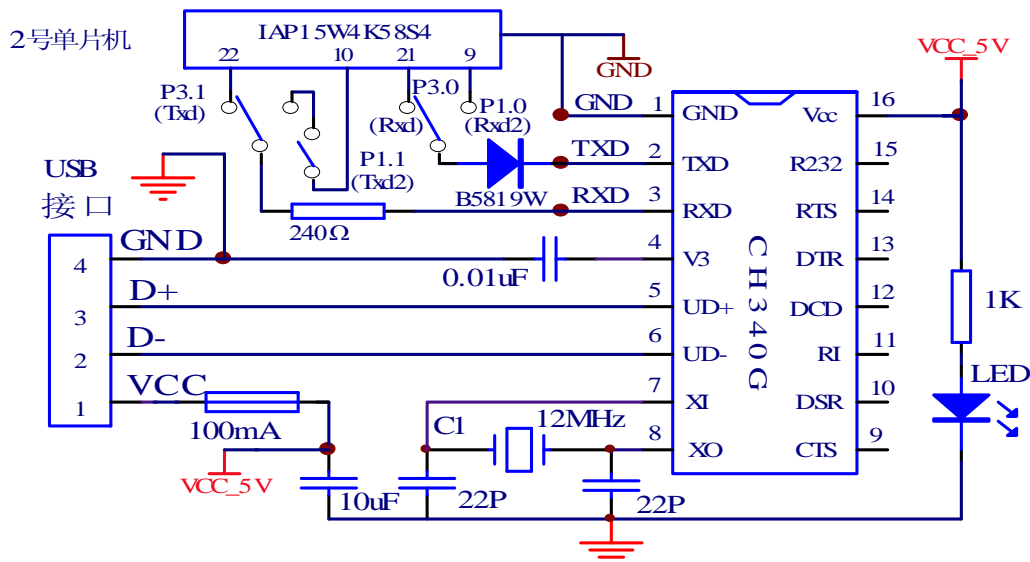 2号单片机
IAP15W4K58S4
22 10 21 9
P3.1
(Txd)
P3.0
(Rxd)
P1.0
(Rxd2)
P1.1
(Txd2)
GND
VCC_5V
GND
TXD
RXD
B5819W
240Ω
USB
接口
4
3
2
1
GND
D+
D-
VCC
100mA
VCC_5V
0.01uF
10uF
C1
22P
12MHz
22P
1 GND
2 TXD
3 RXD
4 V3
5 UD+
6 UD-
7 XI
8 XO
CH340G
Vcc 16
R232 15
RTS 14
DTR 13
DCD 12
RI 11
DSR 10
CTS 9
1K
LED